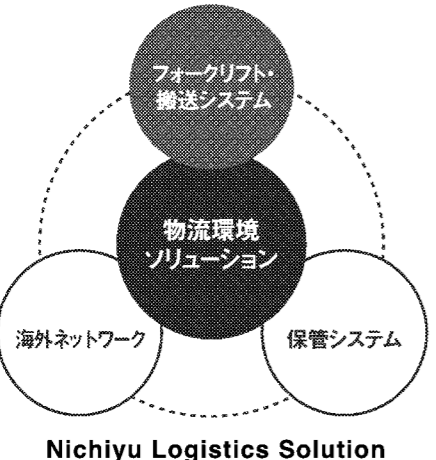 フォークリフト・
搬送システム
物流環境
ソリューション
海外ネットワーク
保管システム
Nichiyu Logistics Solution